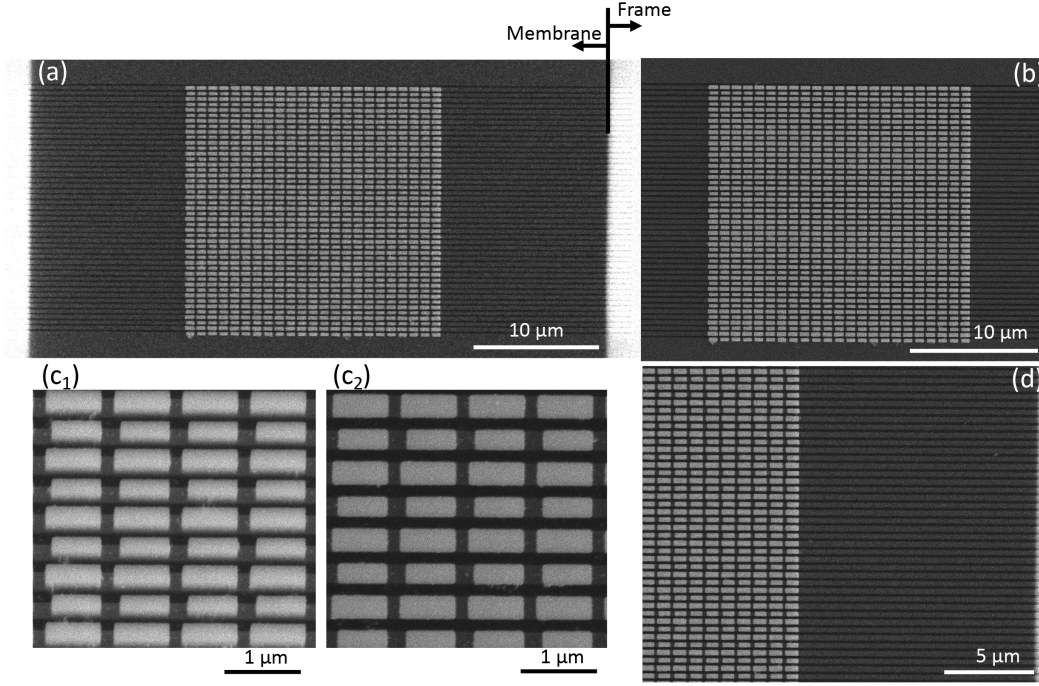 Frame
Membrane
(a)
(b)
10 µm
10 µm
(c1)
(c2)
(d)
1 µm
1 µm
5 µm